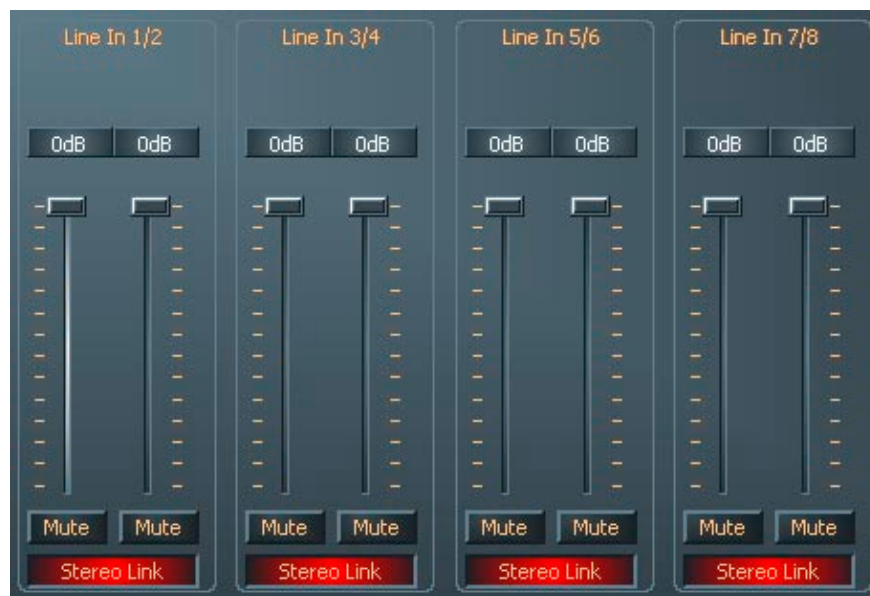 Line In 1/2 Line In 3/4 Line In 5/6 Line In 7/8
0dB 0dB 0dB 0dB 0dB 0dB 0dB 0dB
Mute Mute Mute Mute Mute Mute Mute Mute
Stereo Link Stereo Link Stereo Link Stereo Link